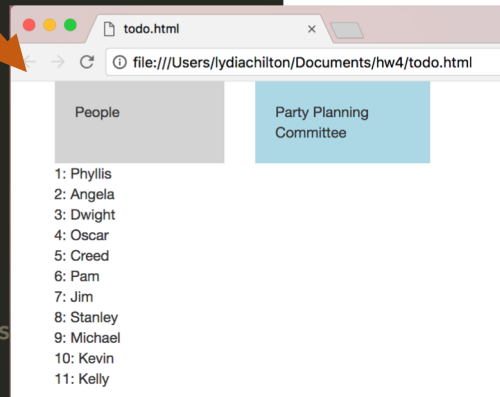 todo.html
file:///Users/lydiachilton/Documents/hw4/todo.html
People
Party Planning
Committee
1: Phyllis
2: Angela
3: Dwight
4: Oscar
5: Creed
6: Pam
7: Jim
8: Stanley
9: Michael
10: Kevin
11: Kelly
s